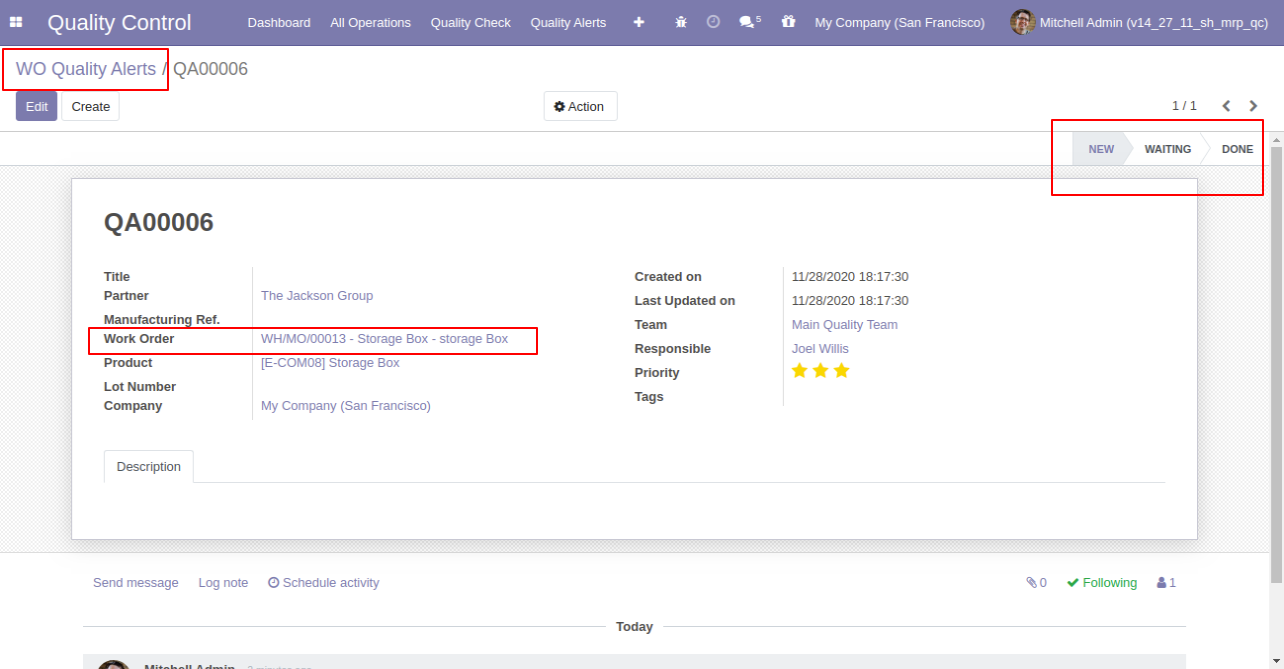 Quality Control Dashboard All Operations Quality Check Quality Alerts 5 My Company (San Francisco) Mitchell Admin (v14_27_11_sh_mrp_qc)
WO Quality Alerts / QA00006
Edit Create Action 1 / 1
NEW WAITING DONE
QA00006
Title
Partner The Jackson Group
Manufacturing Ref.
Work Order WH/MO/00013 - Storage Box - storage Box
Product [E-COM08] Storage Box
Lot Number
Company My Company (San Francisco)
Created on 11/28/2020 18:17:30
Last Updated on 11/28/2020 18:17:30
Team Main Quality Team
Responsible Joel Willis
Priority
Tags
Description
Send message Log note Schedule activity 0 Following 1
Today
Mitchell Admin - 2 minutes ago